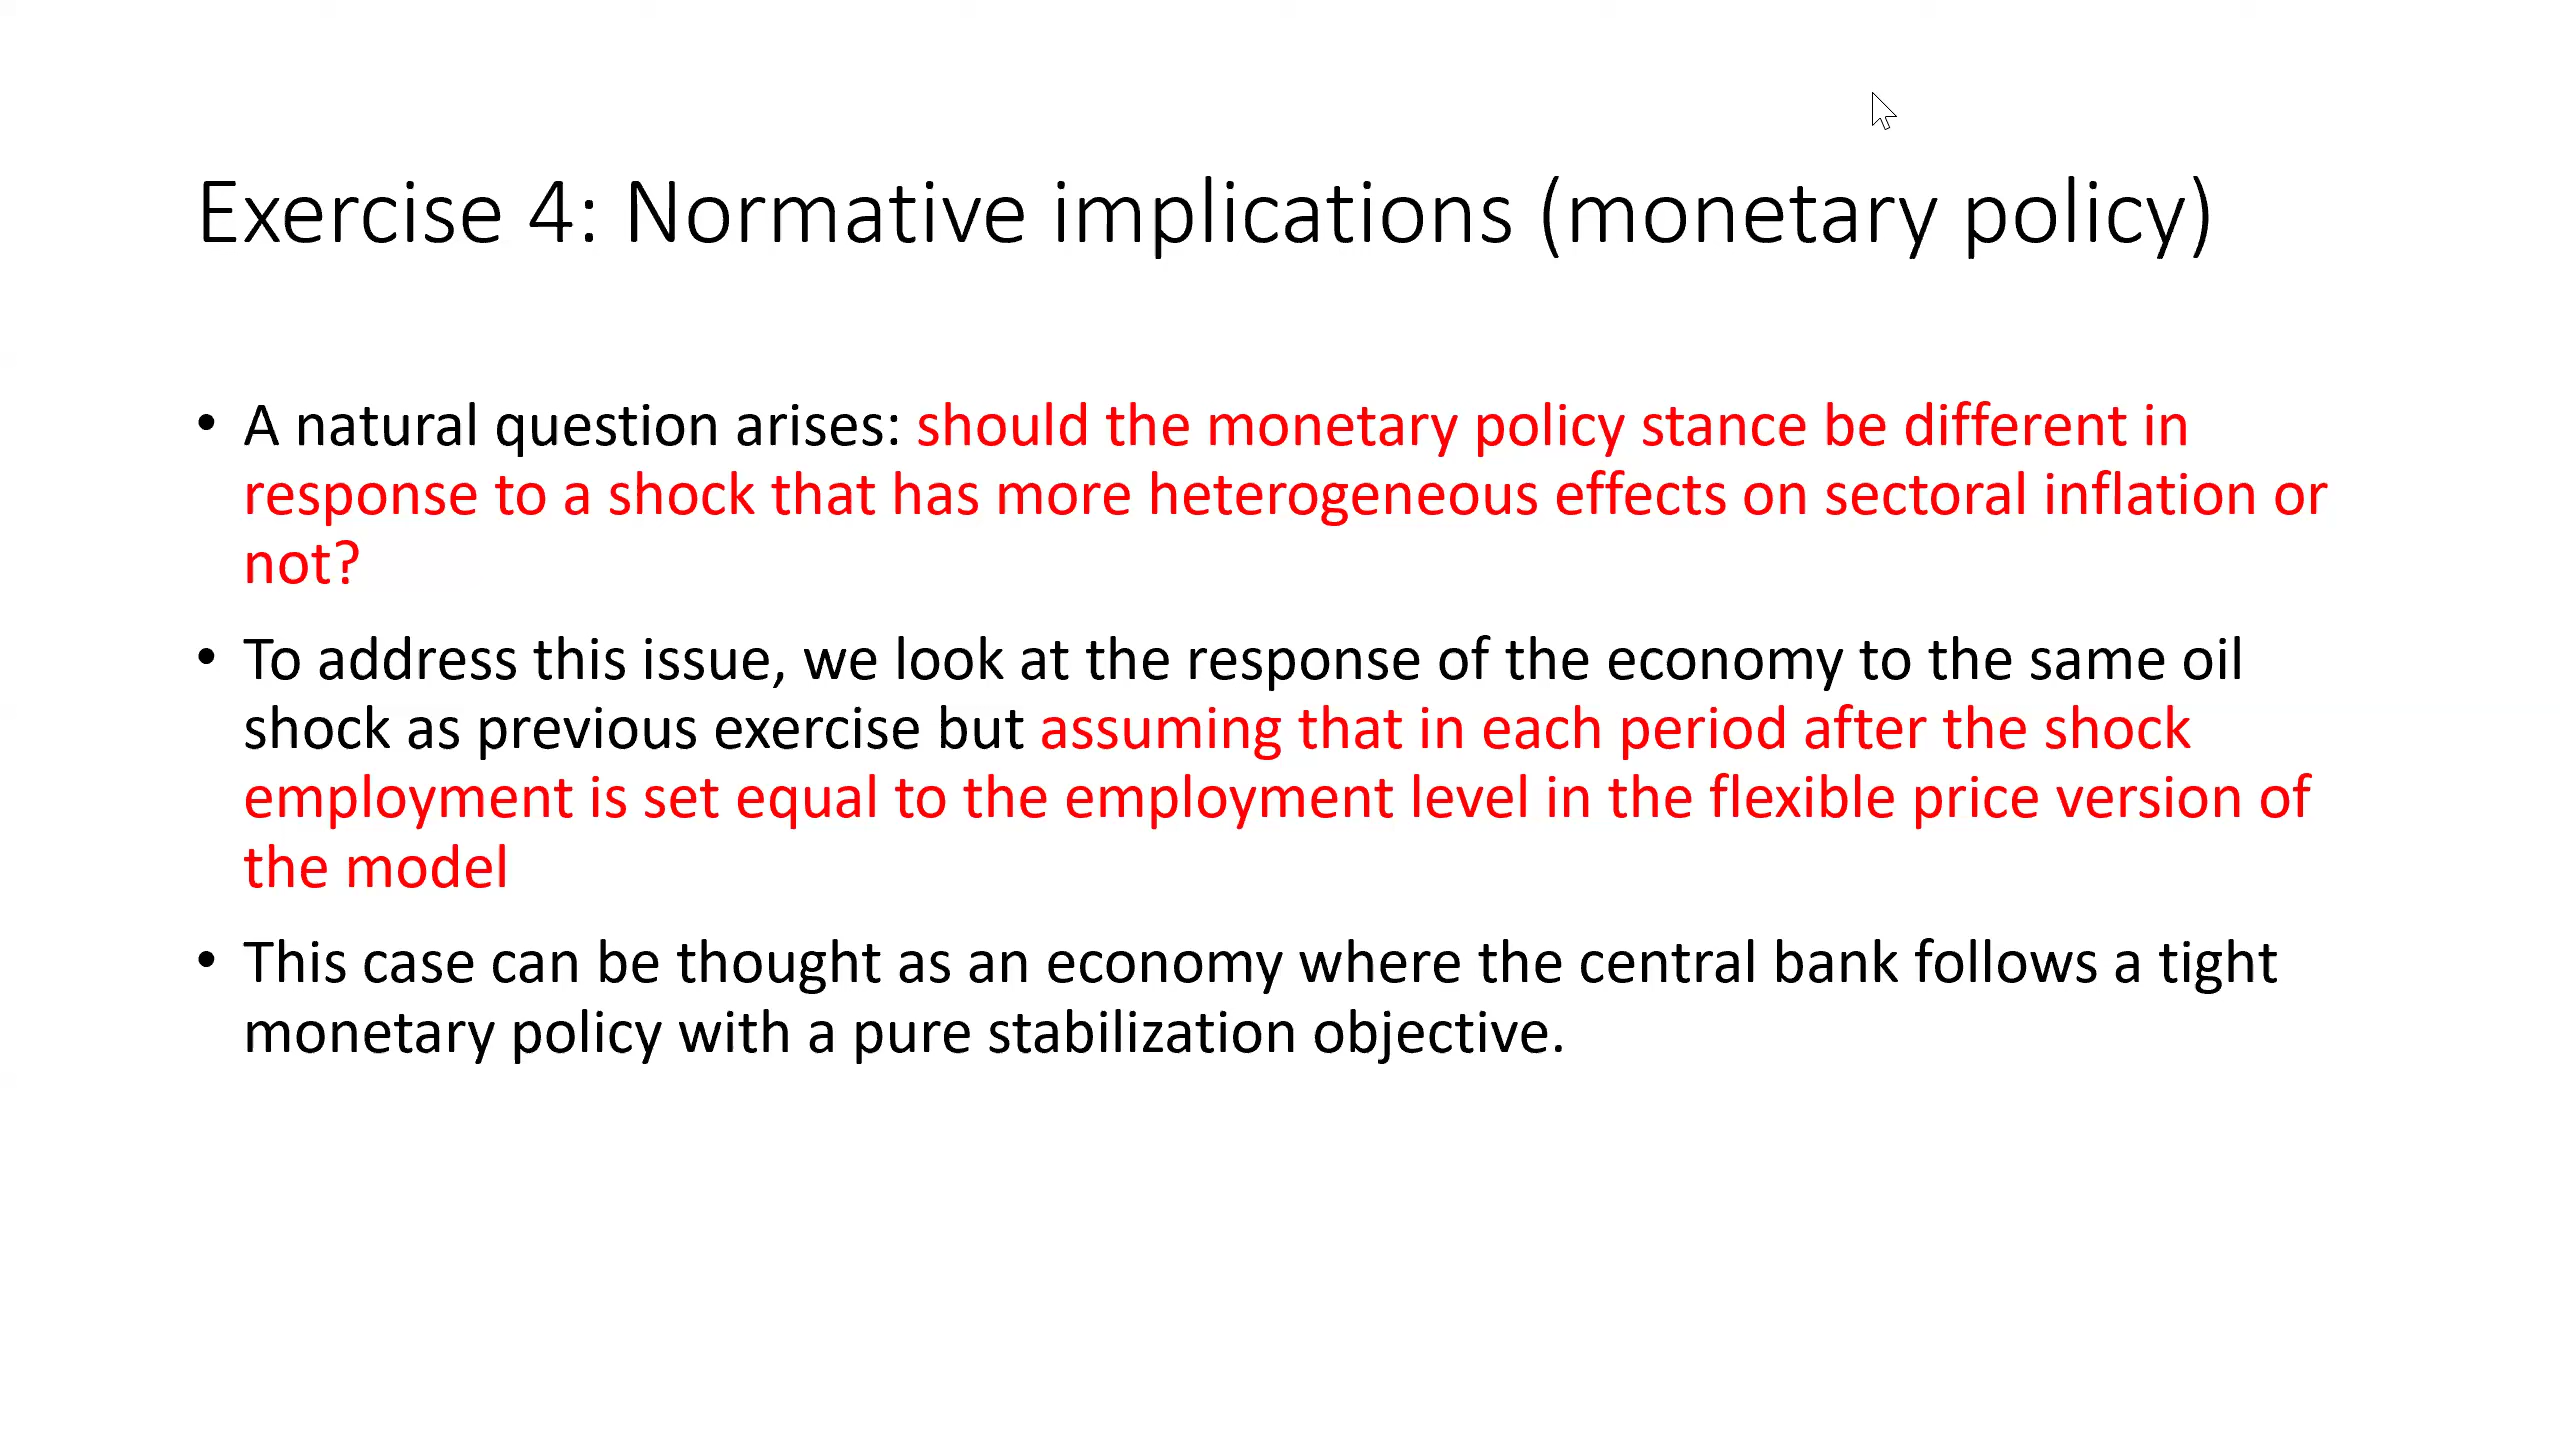 Exercise 4: Normative implications (monetary policy)
• A natural question arises: should the monetary policy stance be different in
response to a shock that has more heterogeneous effects on sectoral inflation or
not?
• To address this issue, we look at the response of the economy to the same oil
shock as previous exercise but assuming that in each period after the shock
employment is set equal to the employment level in the flexible price version of
the model
• This case can be thought as an economy where the central bank follows a tight
monetary policy with a pure stabilization objective.